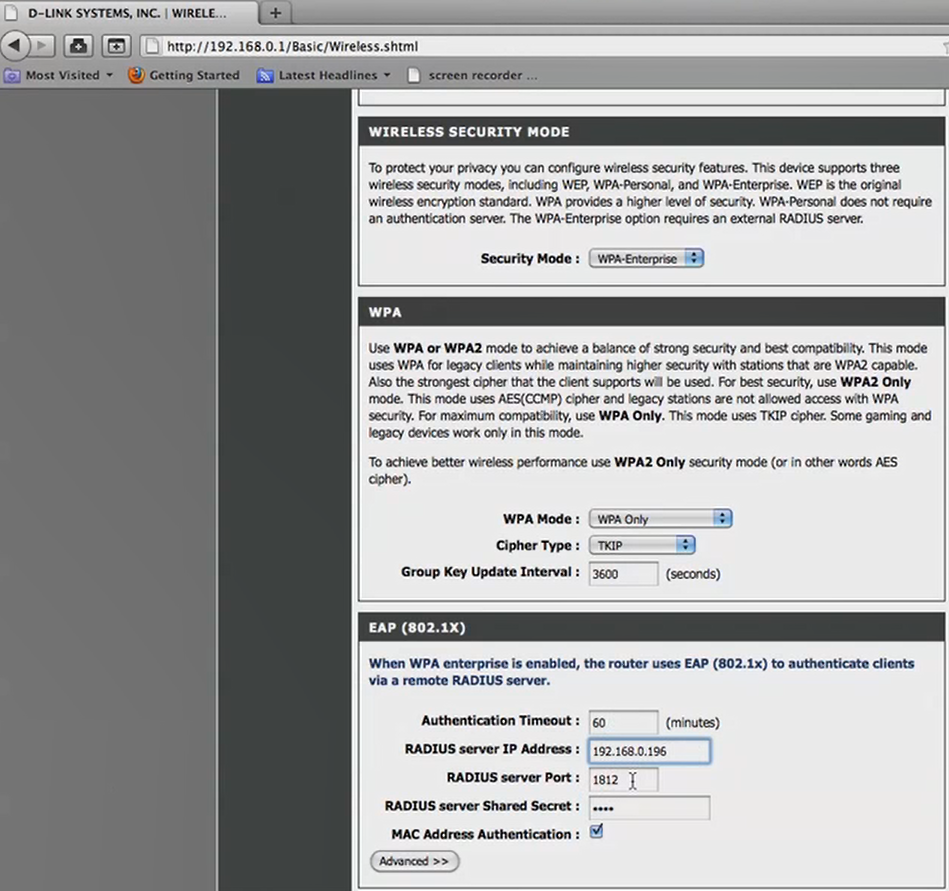 D-LINK SYSTEMS, INC. | WIRELE...
http://192.168.0.1/Basic/Wireless.shtml
Most Visited Getting Started Latest Headlines screen recorder ...
WIRELESS SECURITY MODE
To protect your privacy you can configure wireless security features. This device supports three
wireless security modes, including WEP, WPA-Personal, and WPA-Enterprise. WEP is the original
wireless encryption standard. WPA provides a higher level of security. WPA-Personal does not require
an authentication server. The WPA-Enterprise option requires an external RADIUS server.
Security Mode : WPA-Enterprise
WPA
Use WPA or WPA2 mode to achieve a balance of strong security and best compatibility. This mode
uses WPA for legacy clients while maintaining higher security with stations that are WPA2 capable.
Also the strongest cipher that the client supports will be used. For best security, use WPA2 Only
mode. This mode uses AES(CCMP) cipher and legacy stations are not allowed access with WPA
security. For maximum compatibility, use WPA Only. This mode uses TKIP cipher. Some gaming and
legacy devices work only in this mode.
To achieve better wireless performance use WPA2 Only security mode (or in other words AES
cipher).
WPA Mode : WPA Only
Cipher Type : TKIP
Group Key Update Interval : 3600 (seconds)
EAP (802.1X)
When WPA enterprise is enabled, the router uses EAP (802.1x) to authenticate clients
via a remote RADIUS server.
Authentication Timeout : 60 (minutes)
RADIUS server IP Address : 192.168.0.196
RADIUS server Port : 1812
RADIUS server Shared Secret : ••••
MAC Address Authentication :
Advanced >>